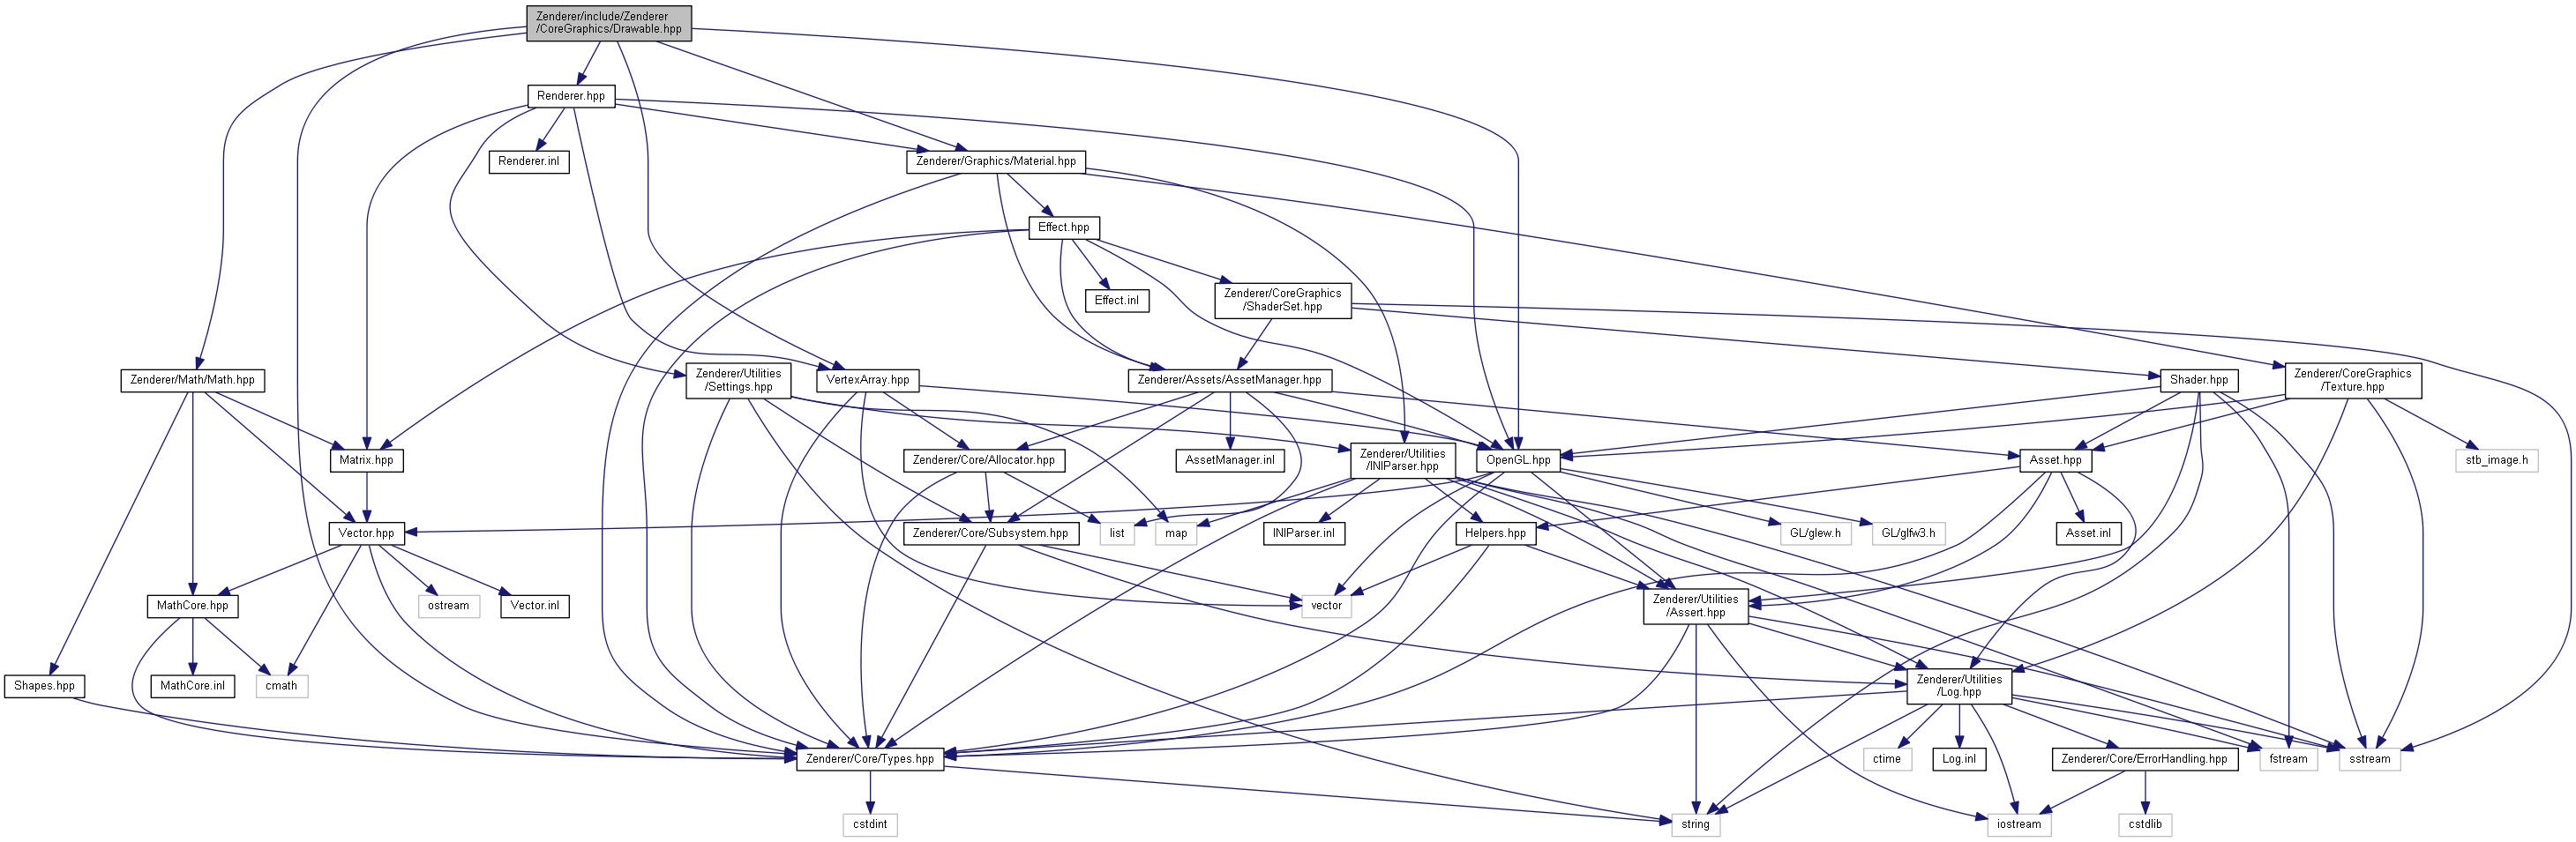 Zenderer/include/Zenderer
/CoreGraphics/Drawable.hpp
Renderer.hpp
Renderer.inl
Zenderer/Graphics/Material.hpp
Effect.hpp
Effect.inl
Zenderer/CoreGraphics
/ShaderSet.hpp
Zenderer/Math/Math.hpp
Zenderer/Utilities
/Settings.hpp
VertexArray.hpp
Zenderer/Assets/AssetManager.hpp
Shader.hpp
Zenderer/CoreGraphics
/Texture.hpp
Matrix.hpp
Zenderer/Core/Allocator.hpp
AssetManager.inl
Zenderer/Utilities
/INIParser.hpp
OpenGL.hpp
Asset.hpp
stb_image.h
Vector.hpp
Zenderer/Core/Subsystem.hpp
list
map
INIParser.inl
Helpers.hpp
GL/glew.h
GL/glfw3.h
Asset.inl
MathCore.hpp
ostream
Vector.inl
vector
Zenderer/Utilities
/Assert.hpp
Shapes.hpp
MathCore.inl
cmath
Zenderer/Utilities
/Log.hpp
Zenderer/Core/Types.hpp
ctime
Log.inl
Zenderer/Core/ErrorHandling.hpp
fstream
sstream
cstdint
string
iostream
cstdlib